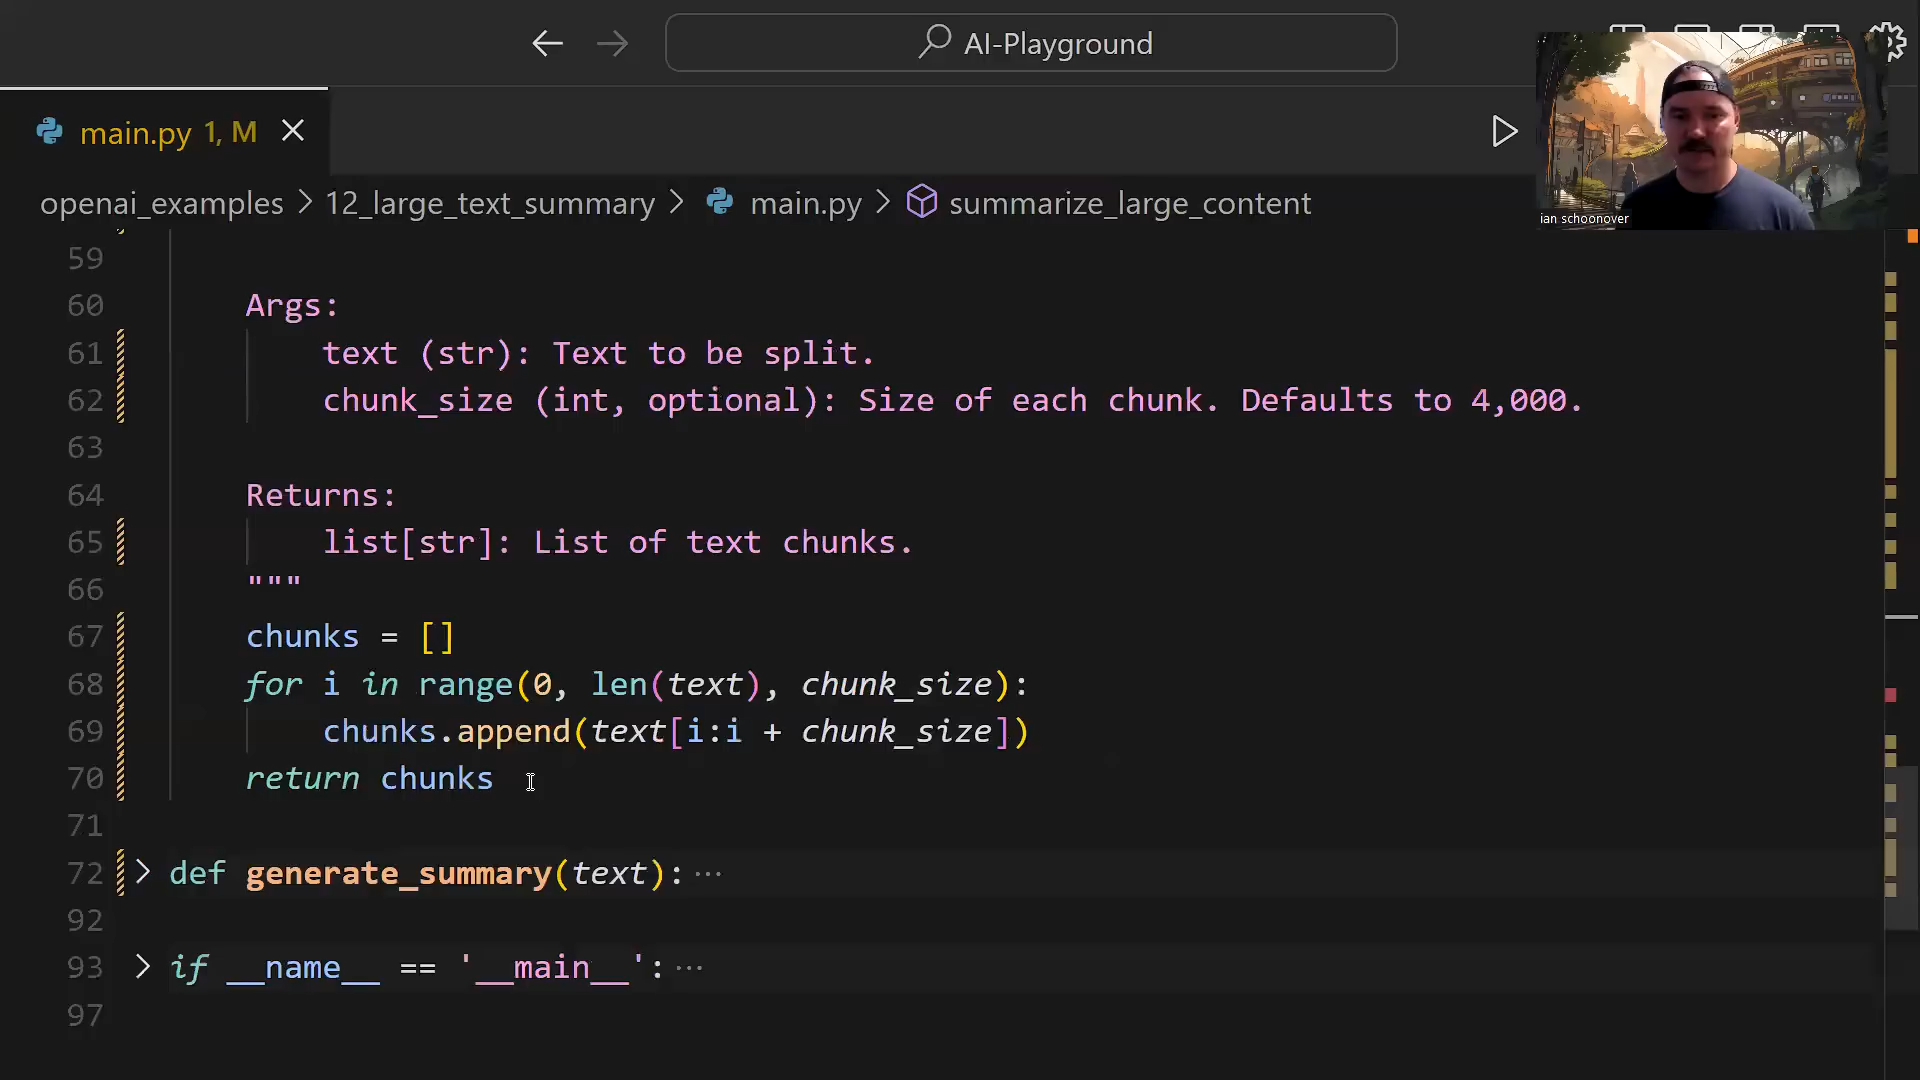 AI-Playground
main.py 1, M
ian schoonover
openai_examples > 12_large_text_summary > main.py > summarize_large_content
59
60 Args:
61 text (str): Text to be split.
62 chunk_size (int, optional): Size of each chunk. Defaults to 4,000.
63
64 Returns:
65 list[str]: List of text chunks.
66 """
67 chunks = []
68 for i in range(0, len(text), chunk_size):
69 chunks.append(text[i:i + chunk_size])
70 return chunks
71
72 def generate_summary(text):···
92
93 if __name__ == '__main__':···
97